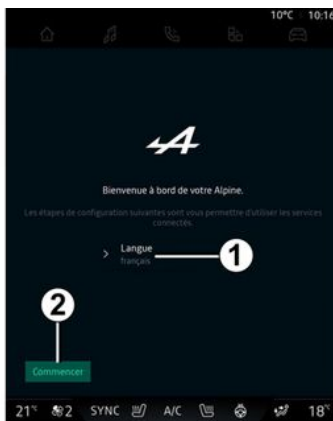 10°C 10:16
Bienvenue à bord de votre Alpine.
Les étapes de configuration suivantes sont vous permettre d'utiliser les services
connectés.
Langue
français
1
2
Commencer
21°C 2 SYNC A/C 18°C